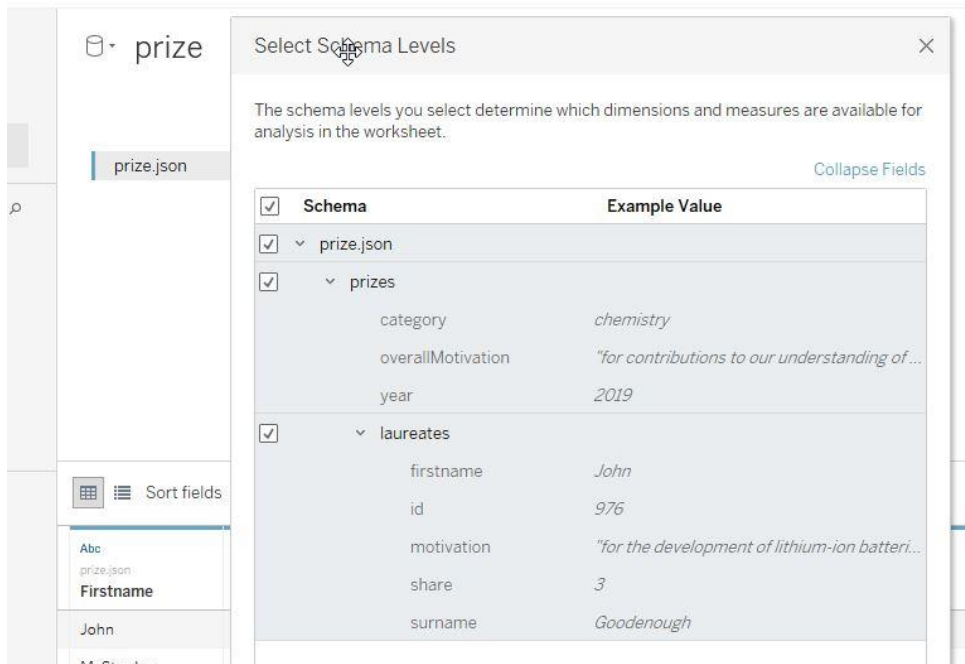 prize
Select Schema Levels
The schema levels you select determine which dimensions and measures are available for
analysis in the worksheet.
prize.json
Collapse Fields
Schema Example Value
prize.json
prizes
category chemistry
overallMotivation "for contributions to our understanding of ...
year 2019
laureates
firstname John
id 976
motivation "for the development of lithium-ion batteri...
share 3
surname Goodenough
Sort fields
Abc
prize.json
Firstname
John